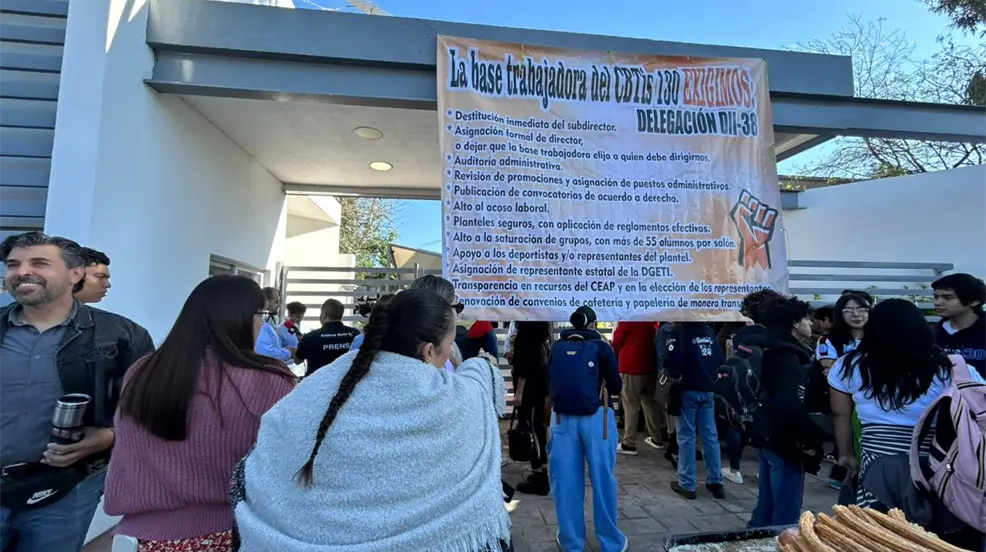 La base trabajadora del CBTis 130 EXIGIMOS:
DELEGACIÓN DII-38
* Destitución inmediata del subdirector.
* Asignación formal de director,
o dejar que la base trabajadora elija a quien debe dirigirnos.
* Auditoría administrativa.
* Revisión de promociones y asignación de puestos administrativos.
* Publicación de convocatorias de acuerdo a derecho.
* Alto al acoso laboral.
* Planteles seguros, con aplicación de reglamentos efectivos.
* Alto a la saturación de grupos, con más de 55 alumnos por salón.
* Apoyo a los deportistas y/o representantes del plantel.
* Asignación de representante estatal de la DGETI.
* Transparencia en recursos del CEAP y en la elección de los representantes
novación de convenios de cafetería y papelería de manera
PRENS
24